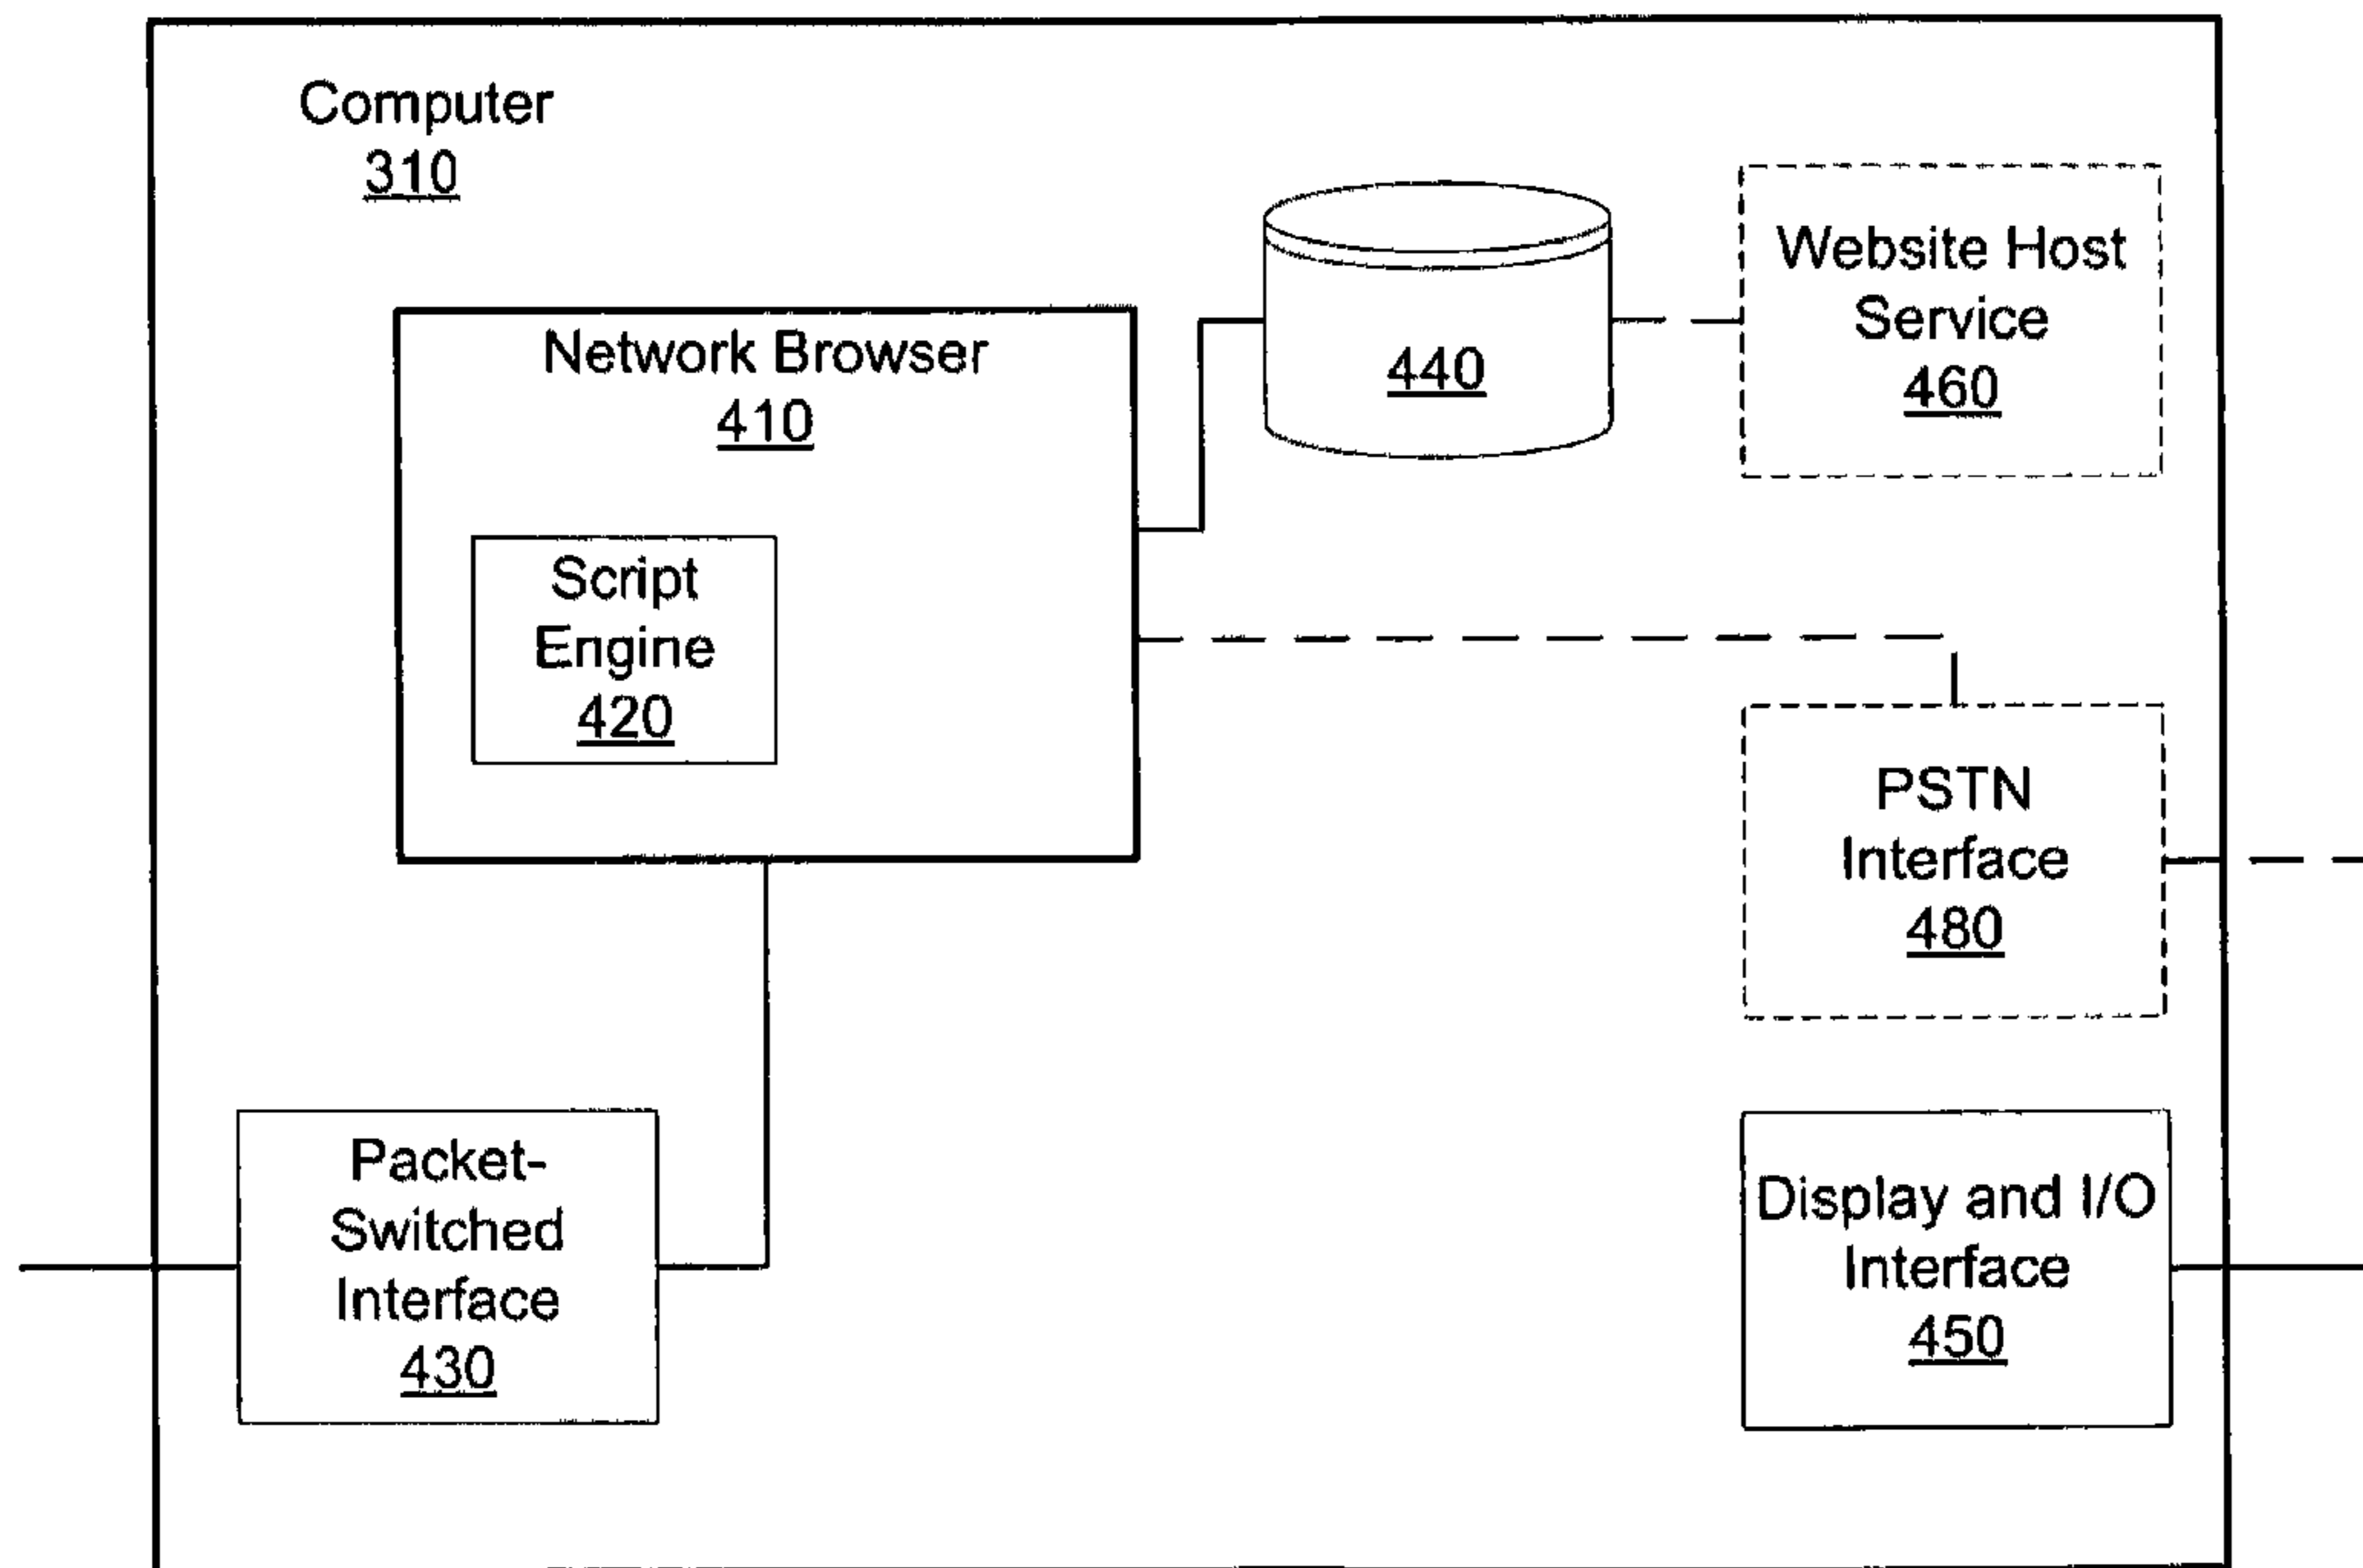 Computer
310
Network Browser
410
Script
Engine
420
440
Website Host
Service
460
PSTN
Interface
480
Packet-
Switched
Interface
430
Display and I/O
Interface
450